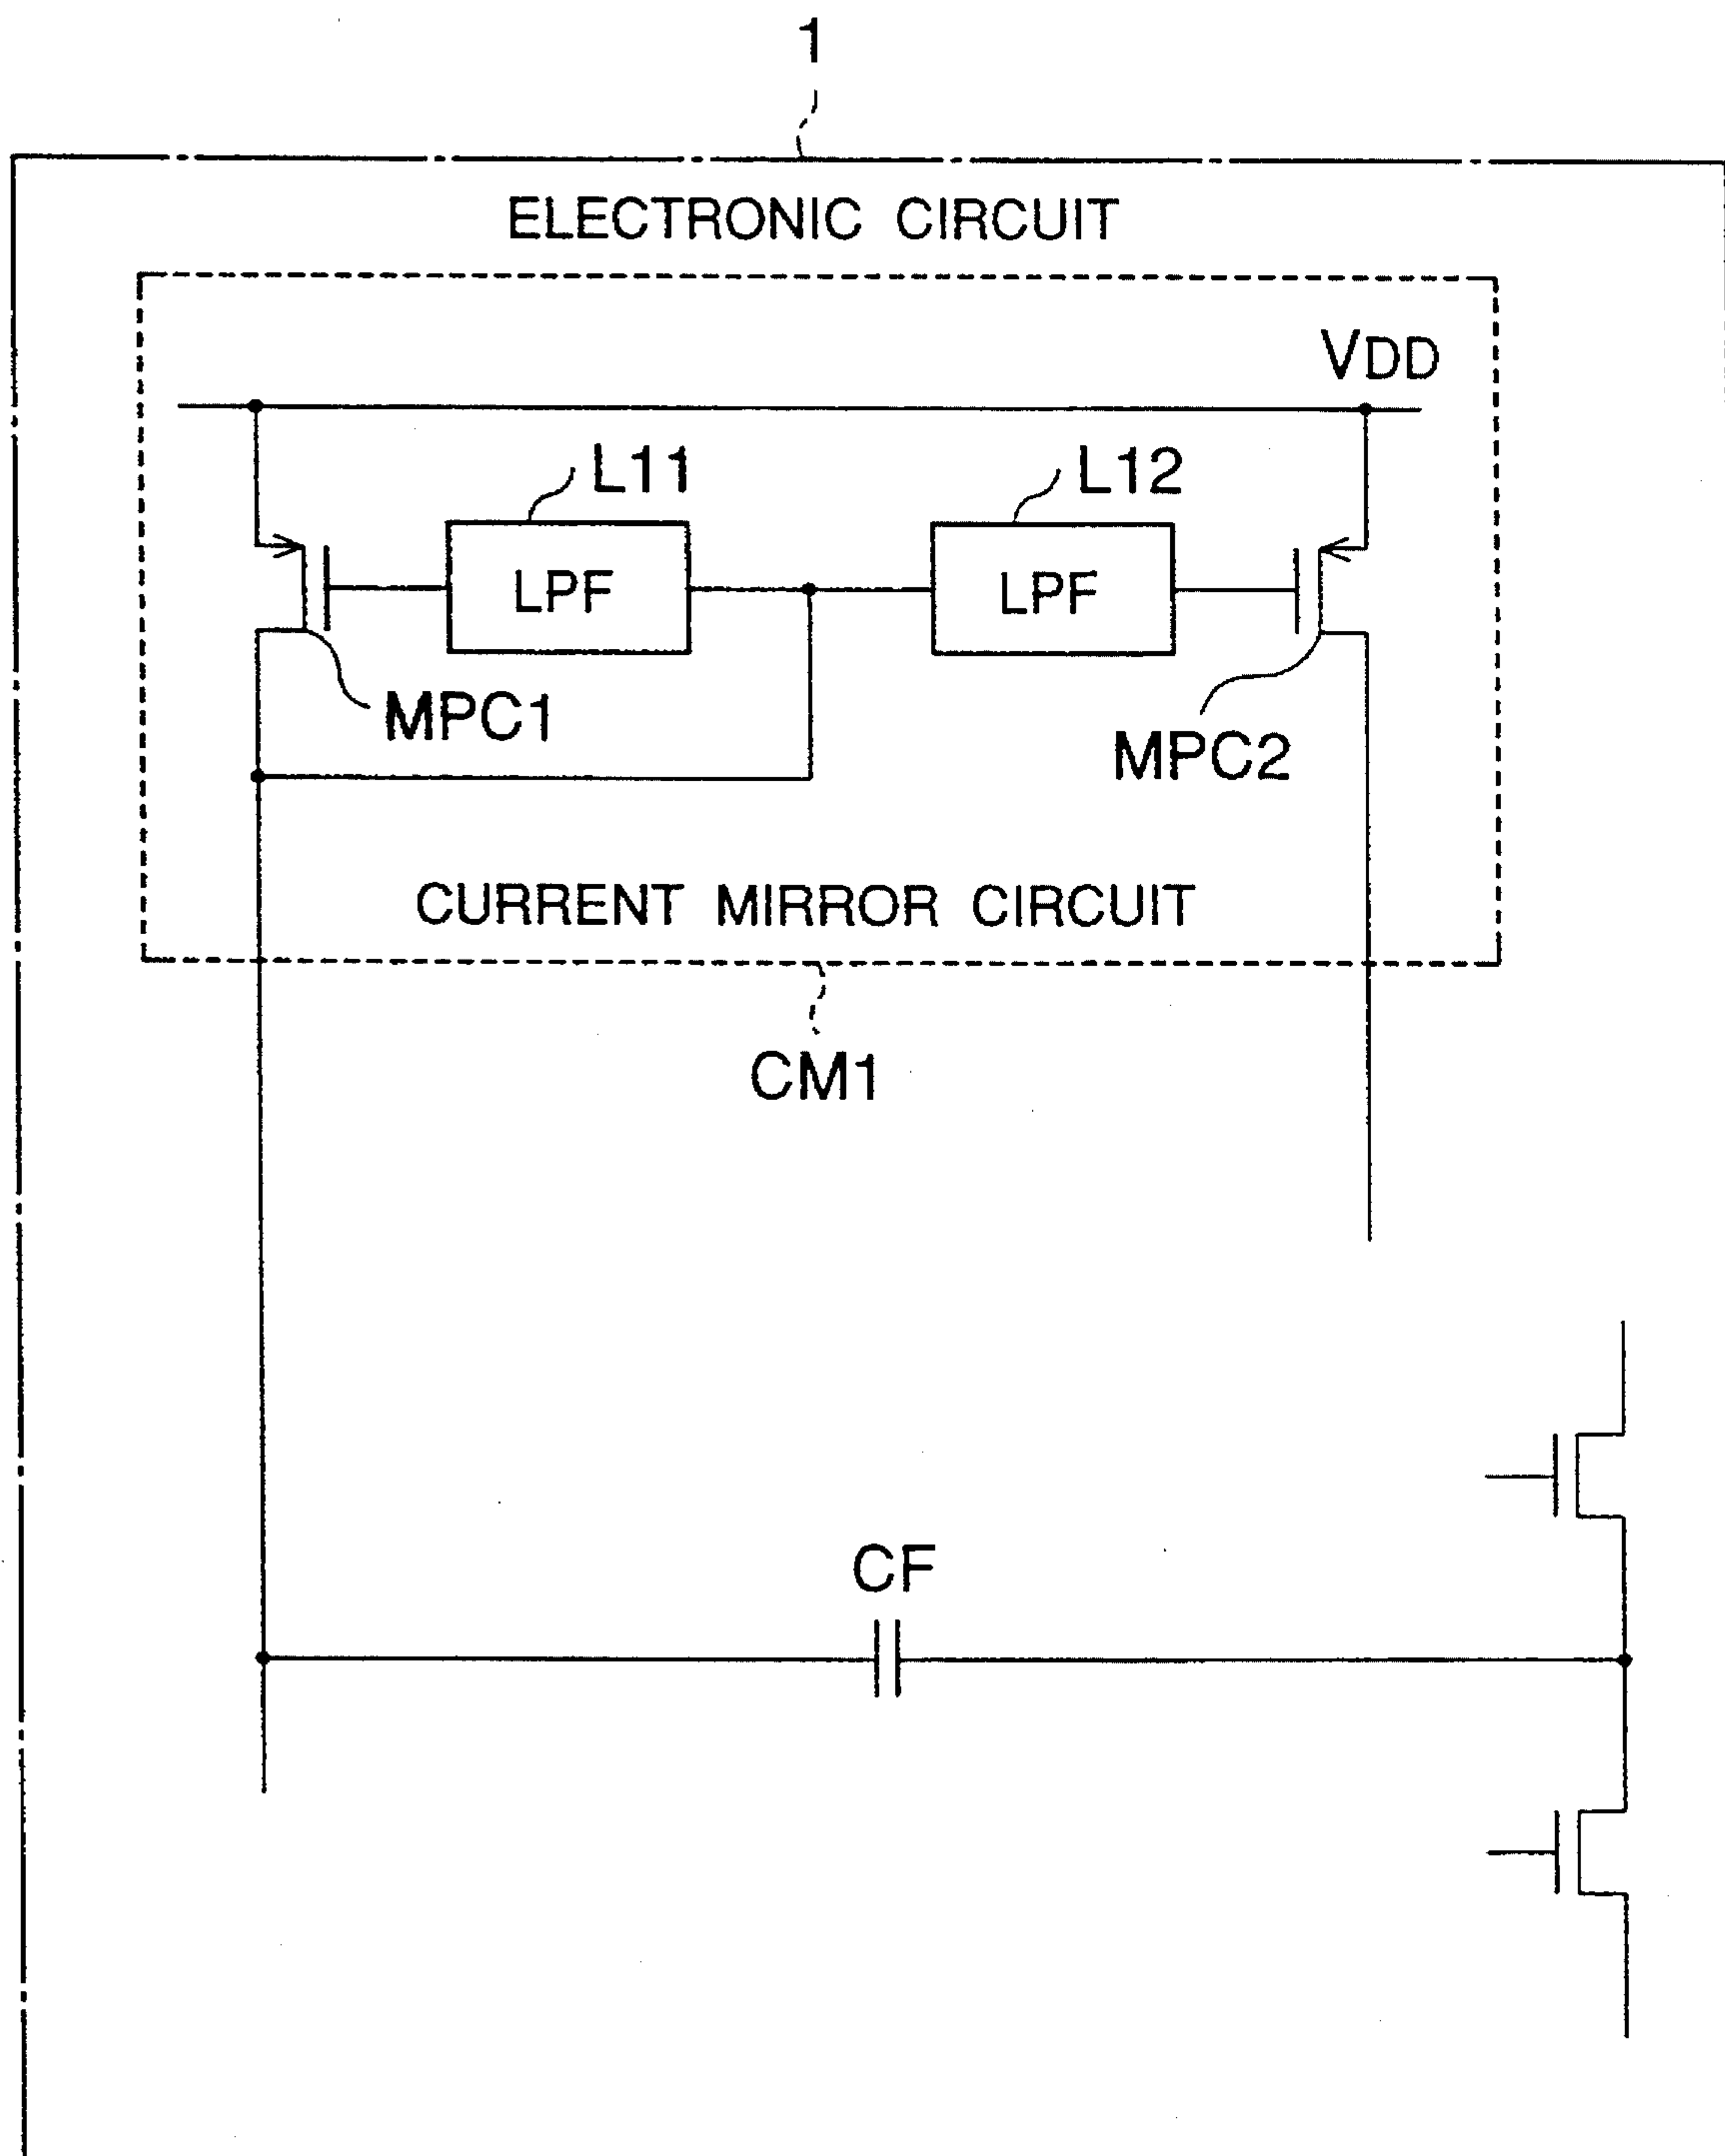 1
ELECTRONIC CIRCUIT
VDD
L11
L12
LPF
LPF
MPC1
MPC2
CURRENT MIRROR CIRCUIT
CM1
CF